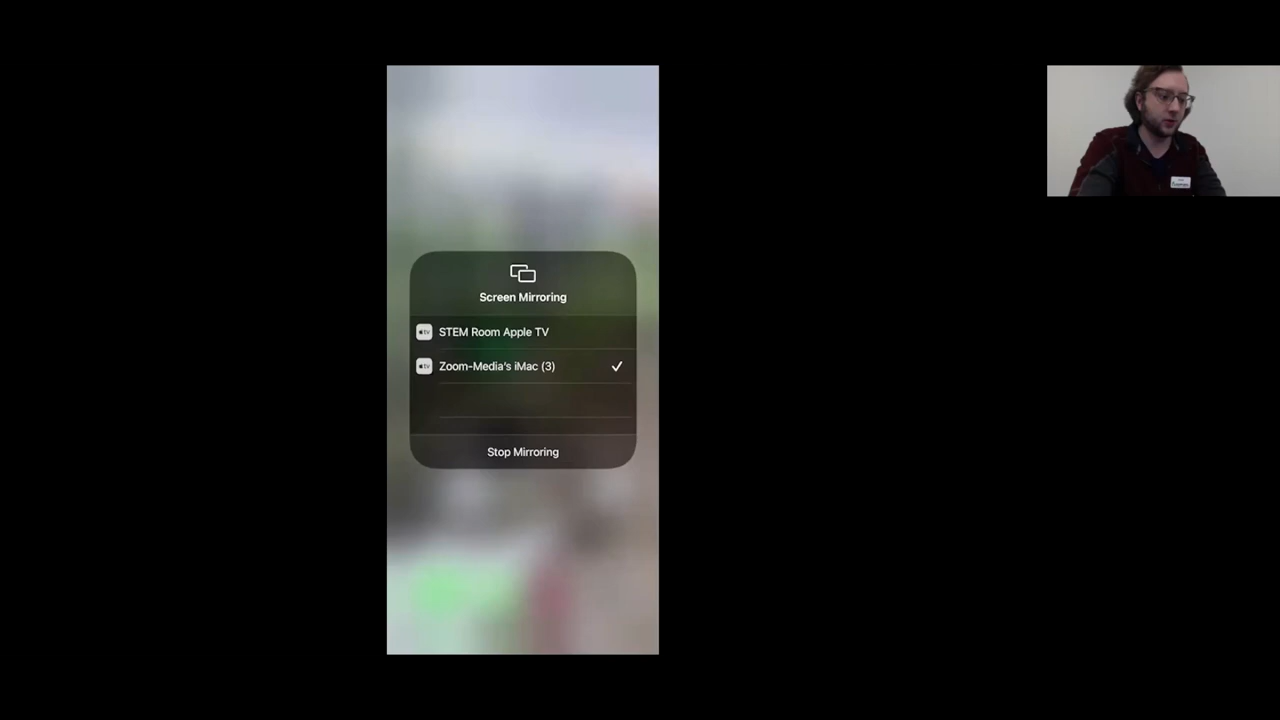 Screen Mirroring
STEM Room Apple TV
Zoom-Media's iMac (3)
Stop Mirroring